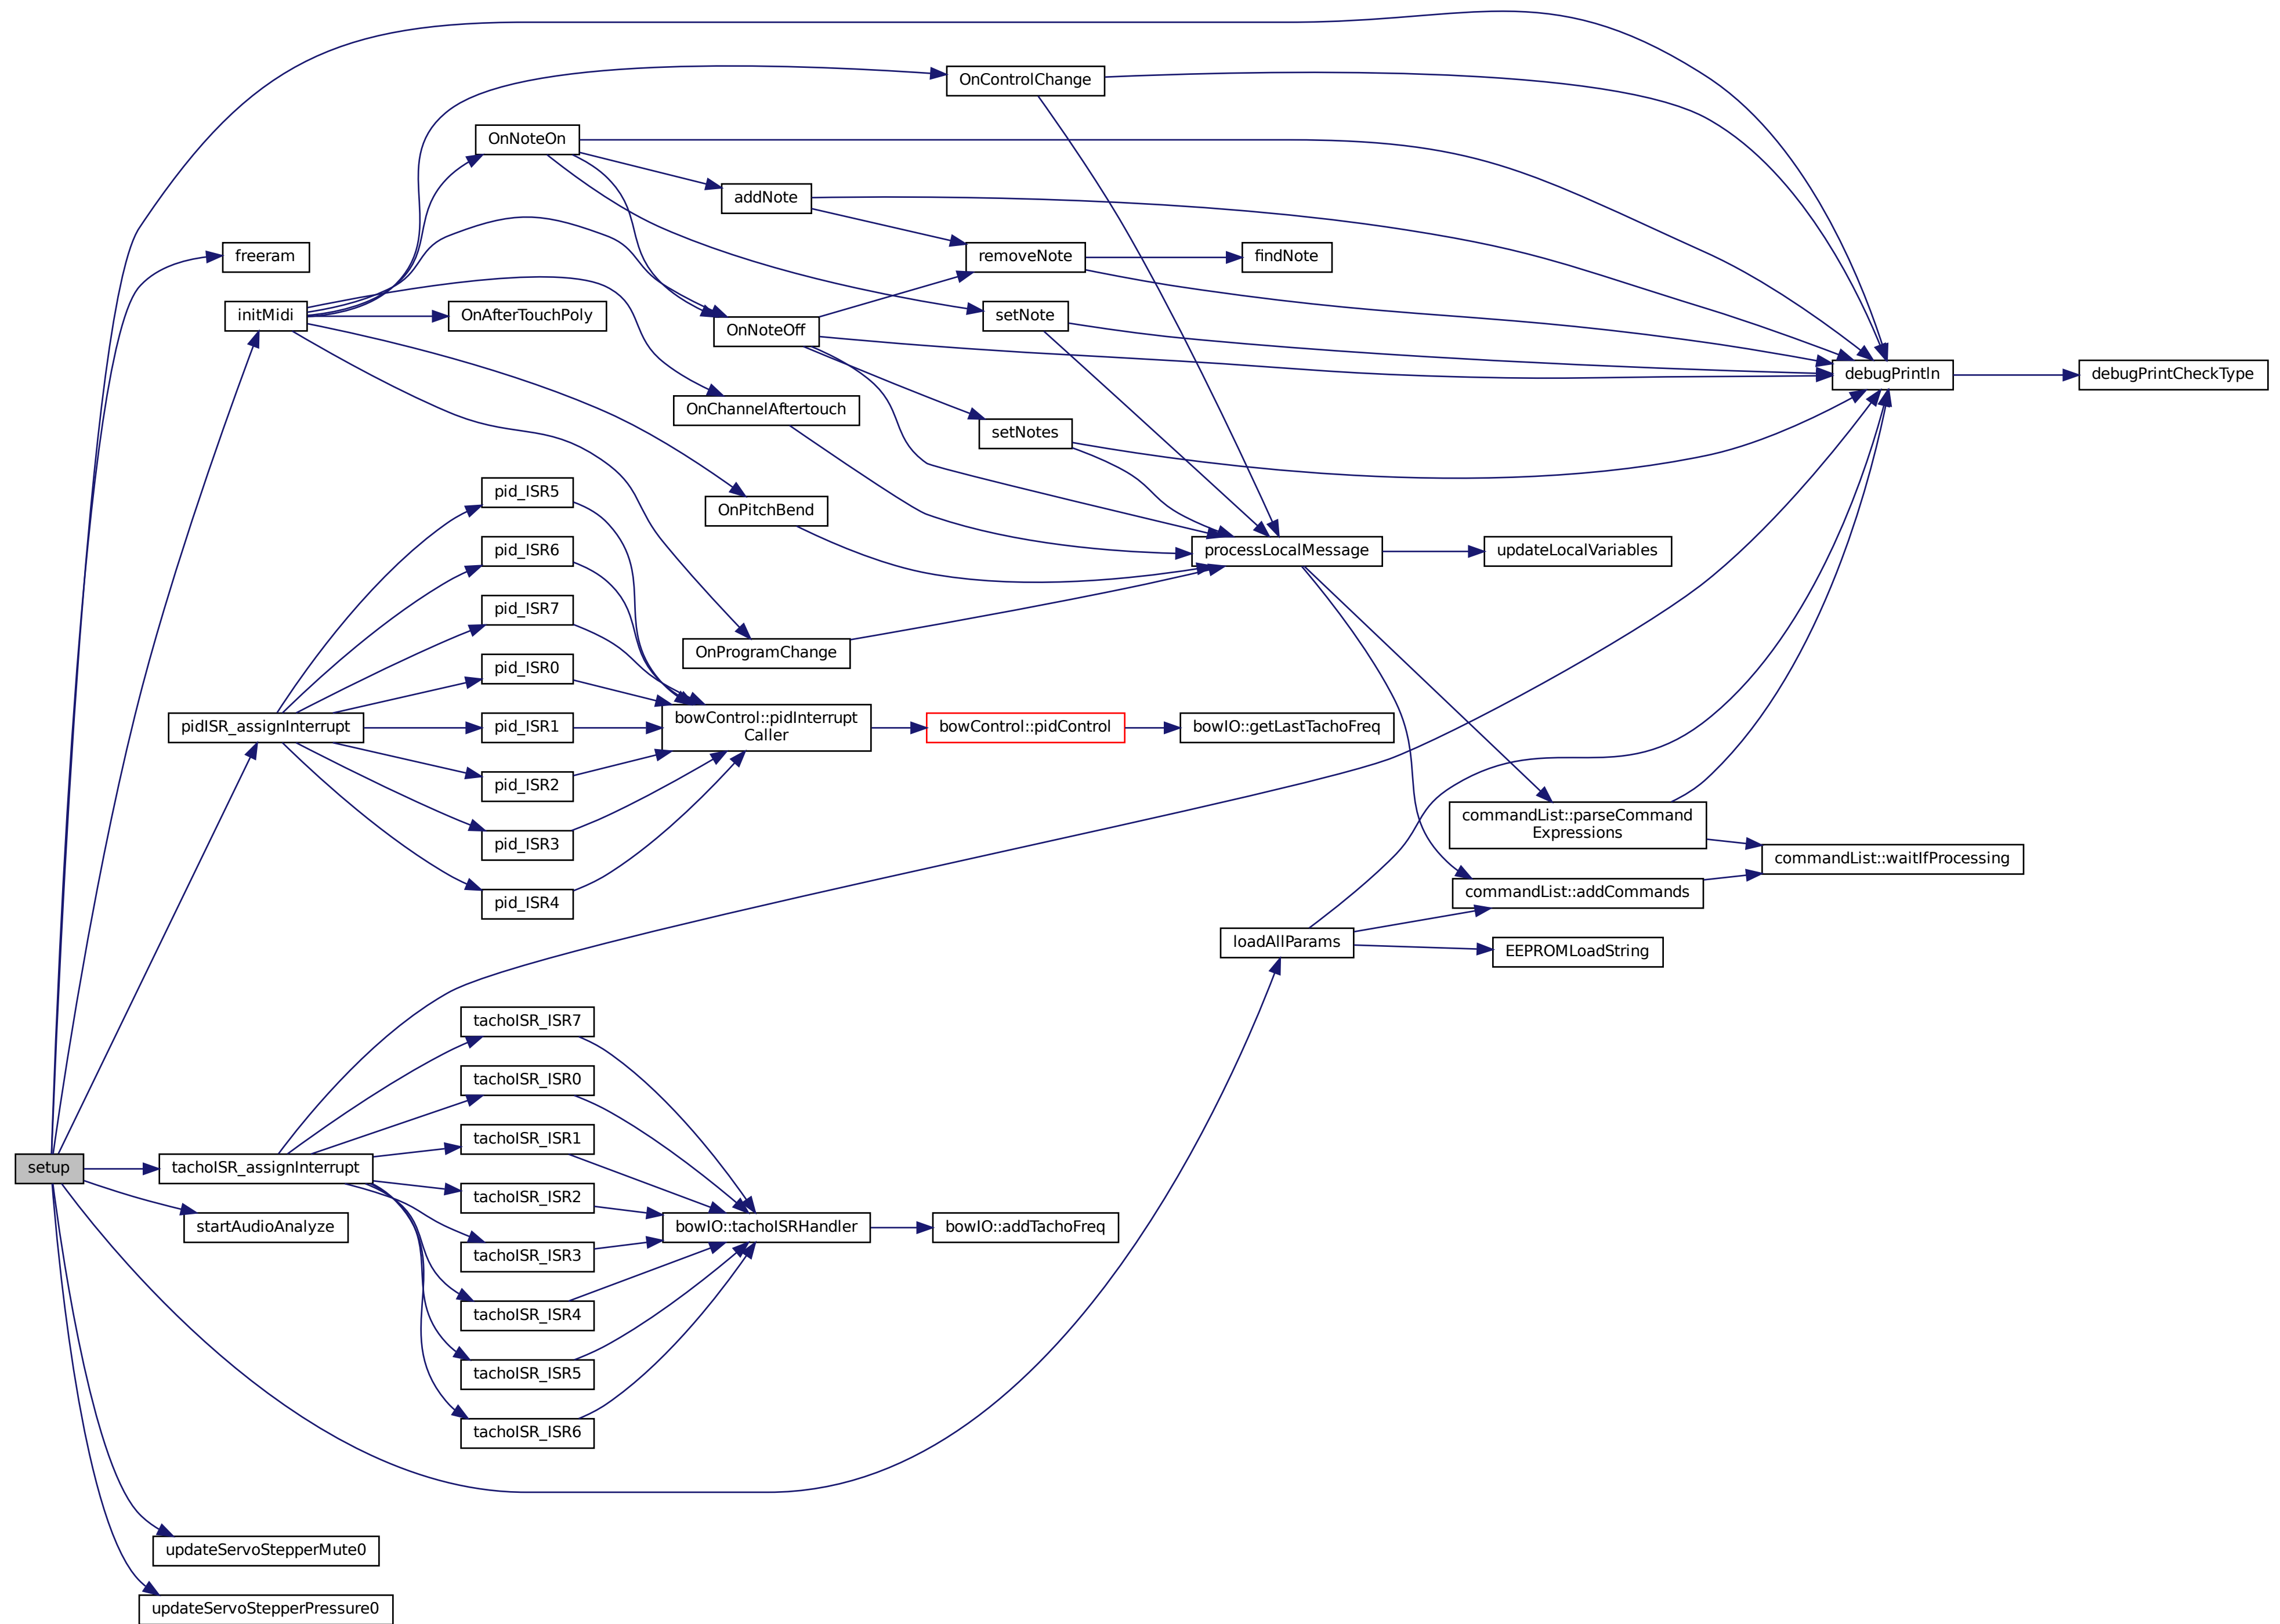 OnControlChange
OnNoteOn
addNote
freeram
removeNote
findNote
initMidi
OnAfterTouchPoly
setNote
OnNoteOff
debugPrintln
debugPrintCheckType
OnChannelAftertouch
setNotes
pid_ISR5
OnPitchBend
pid_ISR6
processLocalMessage
updateLocalVariables
pid_ISR7
OnProgramChange
pid_ISR0
pidISR_assignInterrupt
pid_ISR1
bowControl::pidInterrupt
Caller
bowControl::pidControl
bowIO::getLastTachoFreq
pid_ISR2
commandList::parseCommand
Expressions
pid_ISR3
commandList::waitIfProcessing
pid_ISR4
commandList::addCommands
loadAllParams
EEPROMLoadString
tachoISR_ISR7
tachoISR_ISR0
tachoISR_ISR1
setup
tachoISR_assignInterrupt
tachoISR_ISR2
startAudioAnalyze
bowIO::tachoISRHandler
bowIO::addTachoFreq
tachoISR_ISR3
tachoISR_ISR4
tachoISR_ISR5
tachoISR_ISR6
updateServoStepperMute0
updateServoStepperPressure0